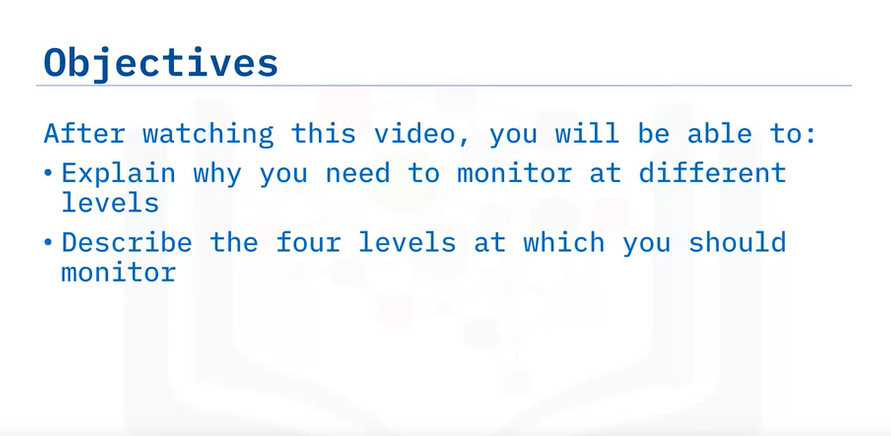 Objectives
After watching this video, you will be able to:
• Explain why you need to monitor at different
levels
• Describe the four levels at which you should
monitor